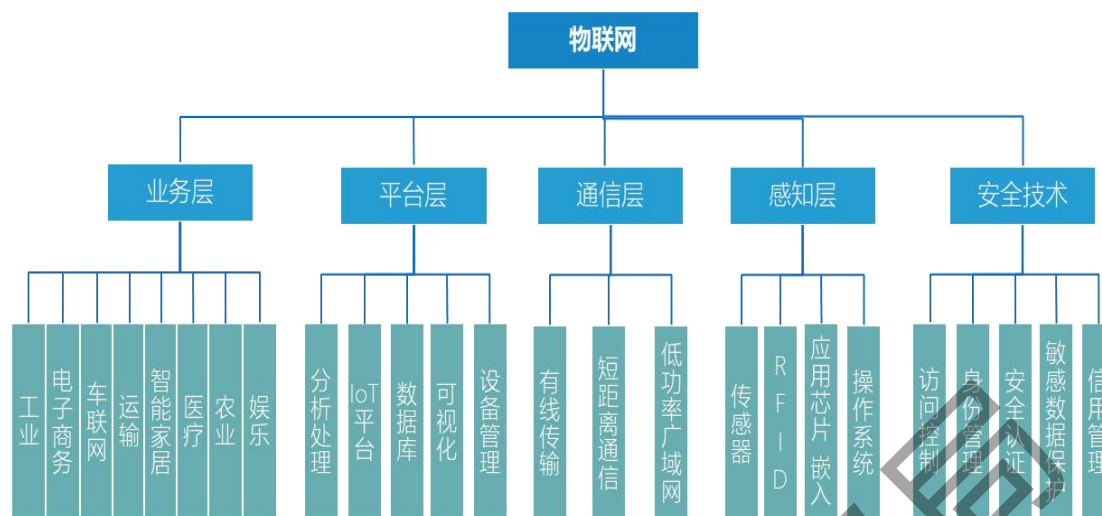 物联网
业务层
平台层
通信层
感知层
安全技术
工业
电子商务
车联网
运输
智能家居
医疗
农业
娱乐
分析处理
IoT平台
数据库
可视化
设备管理
有线传输
短距离通信
低功率广域网
传感器
RFID
应用芯片 嵌入
操作系统
访问控制
身份管理
安全认证
敏感数据保护
信用管理